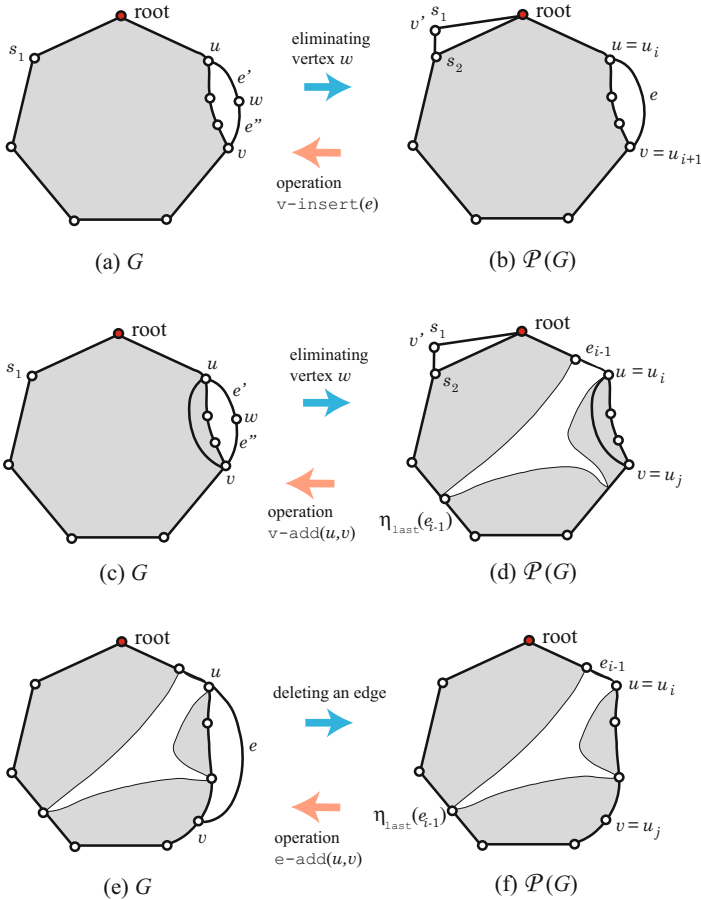 root
s₁
u
e'
w
e''
v
(a) G
eliminating
vertex w
operation
v-insert(e)
root
v'
s₁
s₂
u = uᵢ
e
v = uᵢ₊₁
(b) 𝒫(G)
root
s₁
u
e'
w
e''
v
(c) G
eliminating
vertex w
operation
v-add(u,v)
root
v'
s₁
s₂
eᵢ₋₁
u = uᵢ
v = uⱼ
ηlast(eᵢ₋₁)
(d) 𝒫(G)
root
u
e
v
(e) G
deleting an edge
operation
e-add(u,v)
root
eᵢ₋₁
u = uᵢ
ηlast(eᵢ₋₁)
v = uⱼ
(f) 𝒫(G)